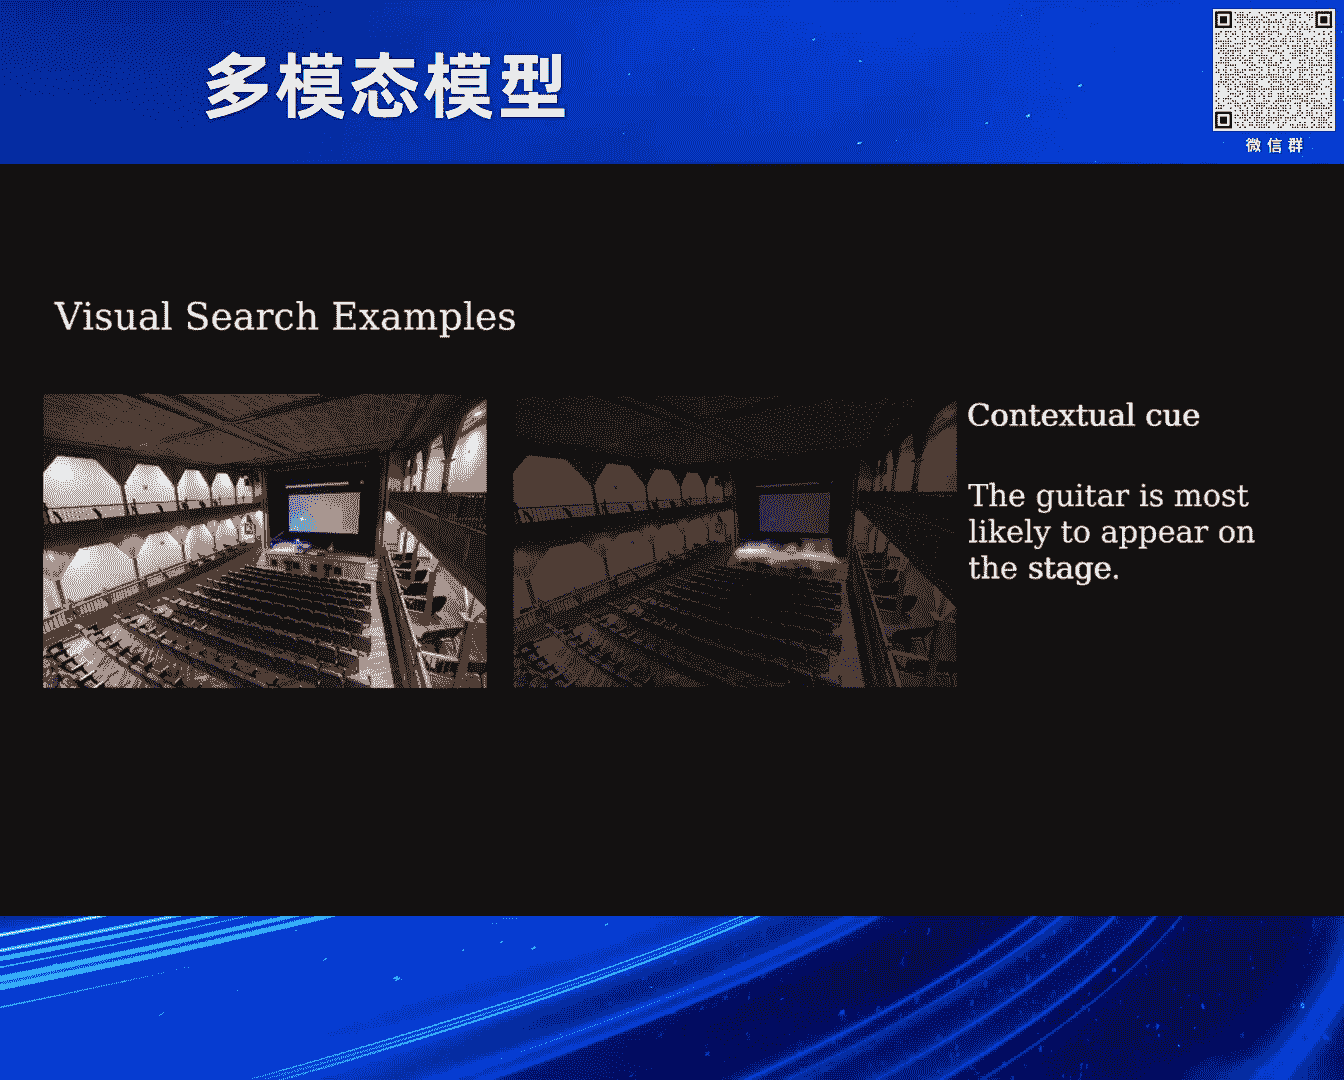 多模态模型
微信群
Visual Search Examples
Contextual cue
The guitar is most
likely to appear on
the stage.